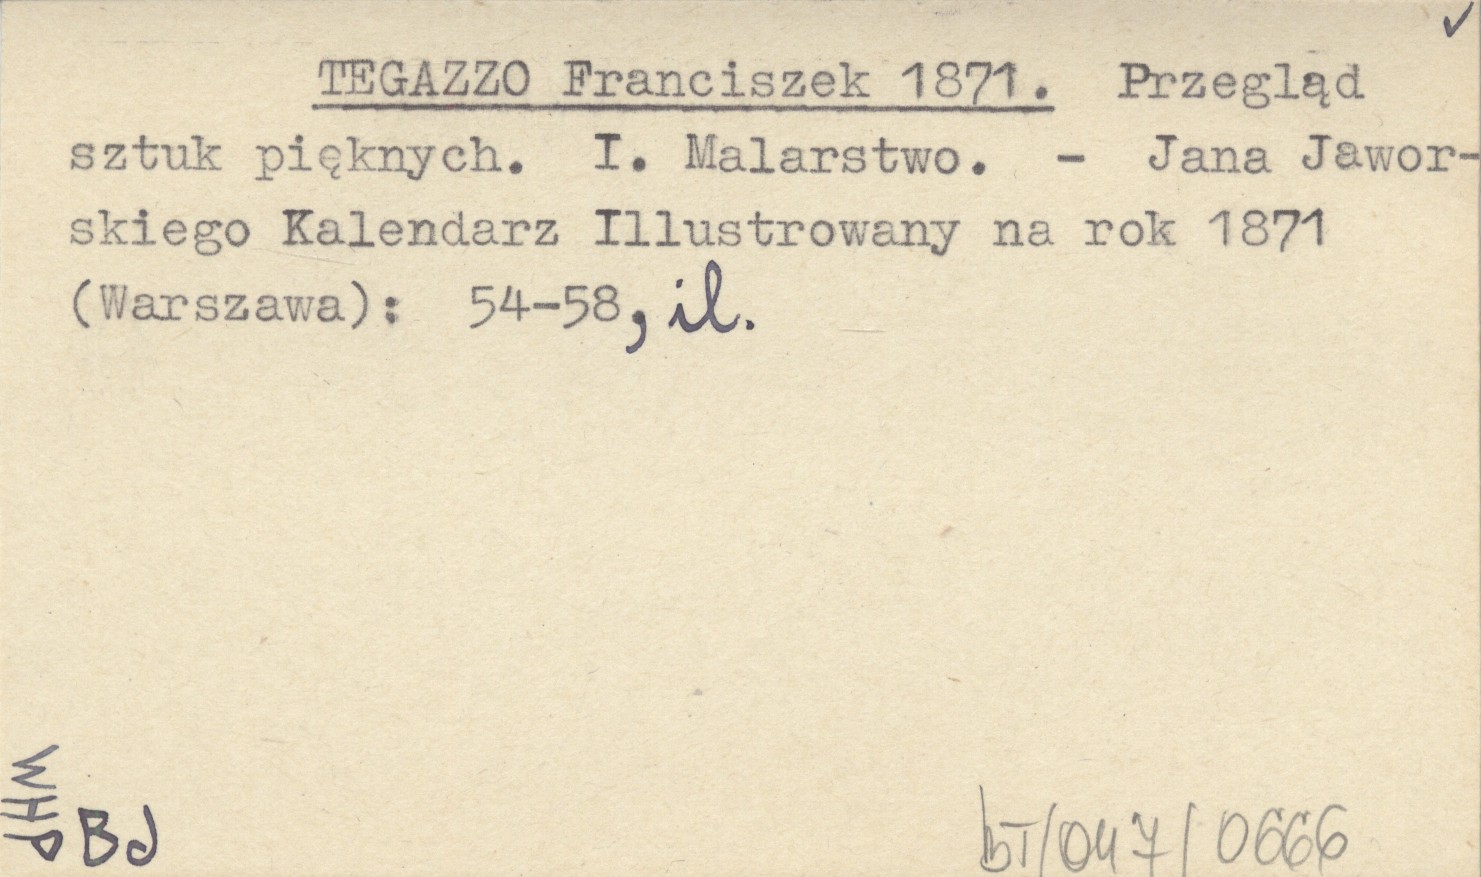 ✓
TEGAZZO Franciszek 1871. Przegląd
sztuk pięknych. I. Malarstwo. - Jana Jawor-
skiego Kalendarz Illustrowany na rok 1871
(Warszawa): 54-58, il.
WHP
BJ
BT/047/0666